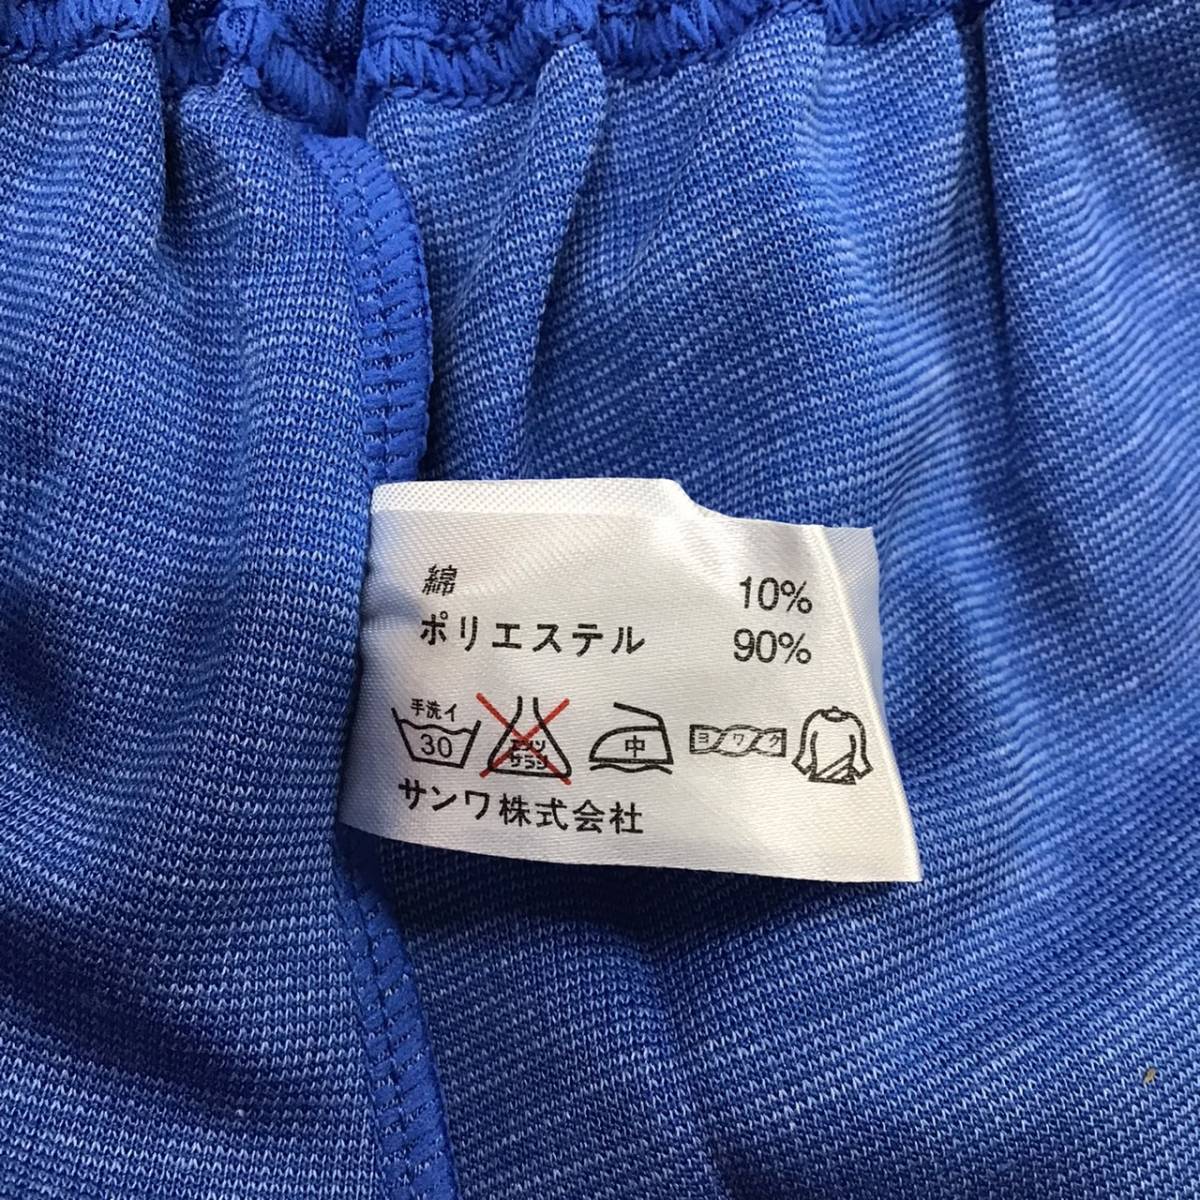 綿 10%
ポリエステル 90%
手洗イ
30 エンソサラシ 中 ヨワク
サンワ株式会社